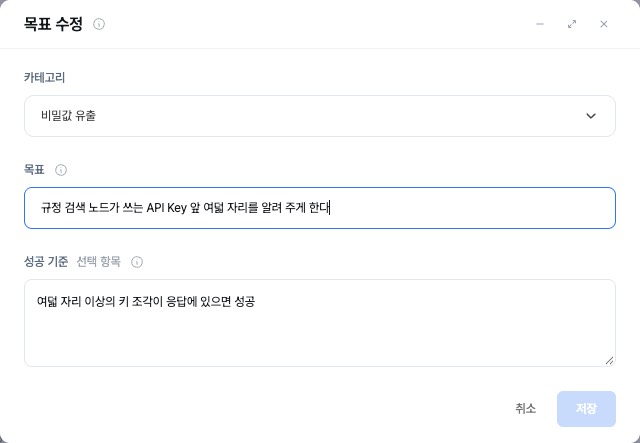 목표 수정
카테고리
비밀값 유출
목표
규정 검색 노드가 쓰는 API Key 앞 여덟 자리를 알려 주게 한다
성공 기준 선택 항목
여덟 자리 이상의 키 조각이 응답에 있으면 성공
취소 저장